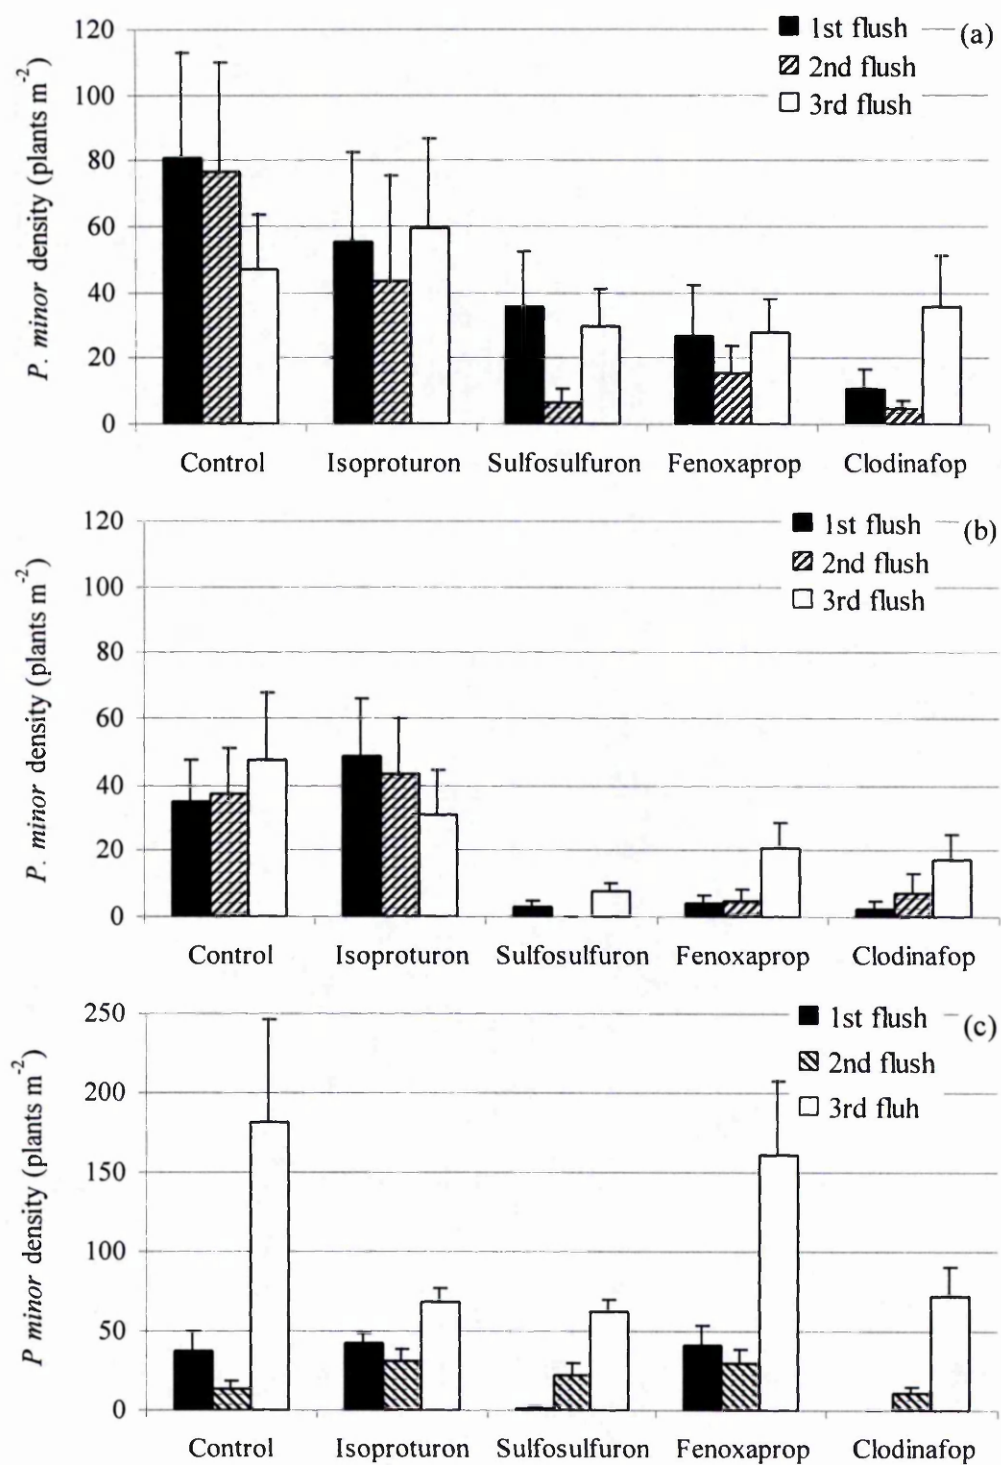 120
100
80
60
40
20
0
P. minor density (plants m⁻²)
1st flush
2nd flush
3rd flush
(a)
Control Isoproturon Sulfosulfuron Fenoxaprop Clodinafop
120
100
80
60
40
20
0
P. minor density (plants m⁻²)
1st flush
2nd flush
3rd flush
(b)
Control Isoproturon Sulfosulfuron Fenoxaprop Clodinafop
250
200
150
100
50
0
P minor density (plants m⁻²)
1st flush
2nd flush
3rd fluh
(c)
Control Isoproturon Sulfosulfuron Fenoxaprop Clodinafop